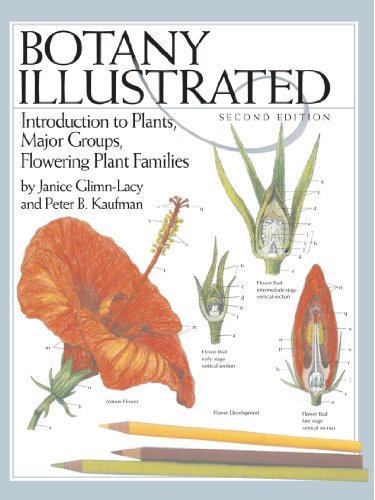 BOTANY
ILLUSTRATED
SECOND EDITION
Introduction to Plants,
Major Groups,
Flowering Plant Families
by Janice Glimn-Lacy
and Peter B. Kaufman
Flower Bud
intermediate stage
vertical section
Flower Bud
early stage
vertical section
Mature Flower
Flower Development
Flower Bud
late stage
vertical section